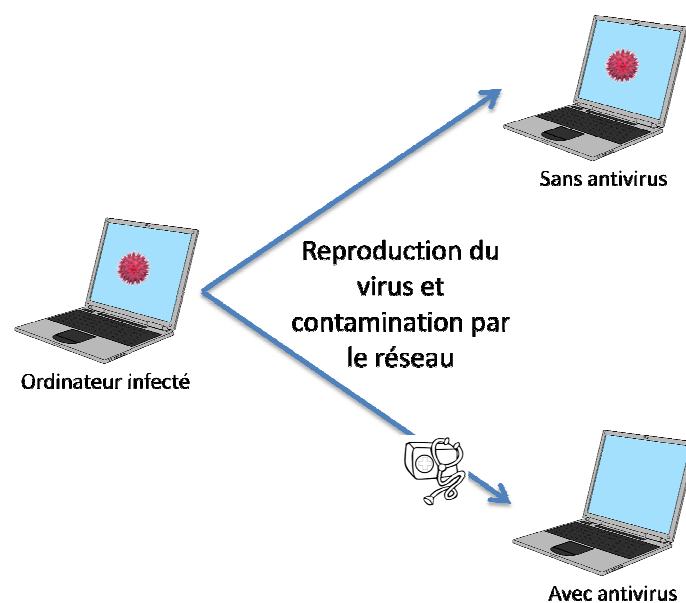 Sans antivirus
Reproduction du
virus et
contamination par
le réseau
Ordinateur infecté
Avec antivirus